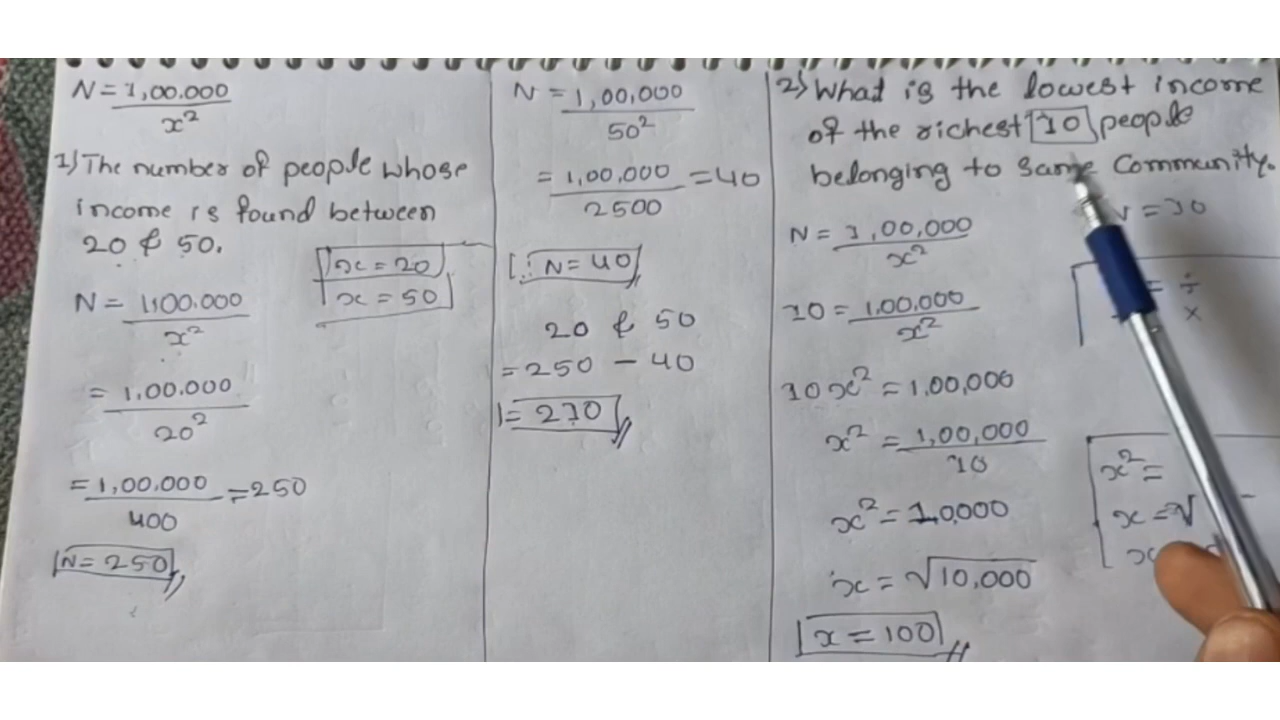 N = 1,00,000
x²
1) The number of people whose
income is found between
20 & 50.
x = 20
x = 50
N = 1,00,000
x²
= 1,00,000
20²
= 1,00,000 = 250
400
N = 250
N = 1,00,000
50²
= 1,00,000 = 40
2500
∴ N = 40
20 & 50
= 250 - 40
= 210
2) What is the lowest income
of the richest 10 people
belonging to same Community.
= 10
N = 1,00,000
x²
= ÷
×
10 = 1,00,000
x²
10x² = 1,00,000
x² = 1,00,000
10
x² = 10,000
x = √10,000
x = 100
x² =
x = √